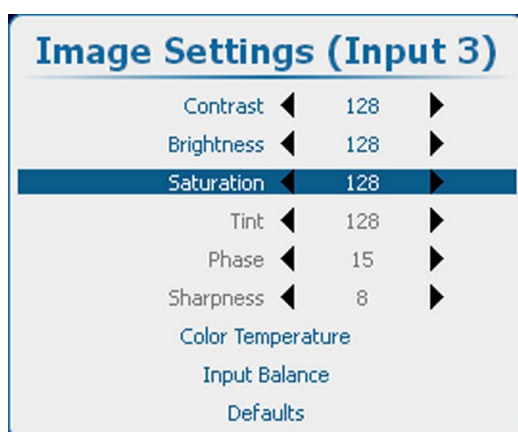 Image Settings (Input 3)
Contrast 128
Brightness 128
Saturation 128
Tint 128
Phase 15
Sharpness 8
Color Temperature
Input Balance
Defaults